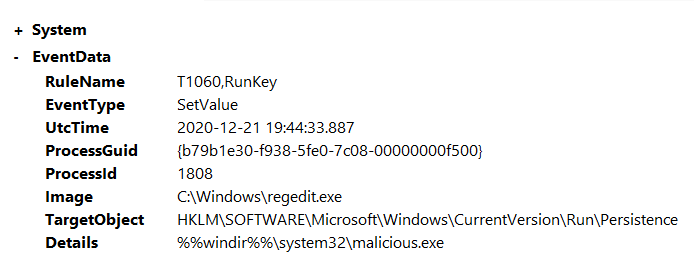 + System
- EventData
RuleName T1060,RunKey
EventType SetValue
UtcTime 2020-12-21 19:44:33.887
ProcessGuid {b79b1e30-f938-5fe0-7c08-00000000f500}
ProcessId 1808
Image C:\Windows\regedit.exe
TargetObject HKLM\SOFTWARE\Microsoft\Windows\CurrentVersion\Run\Persistence
Details %%windir%%\system32\malicious.exe